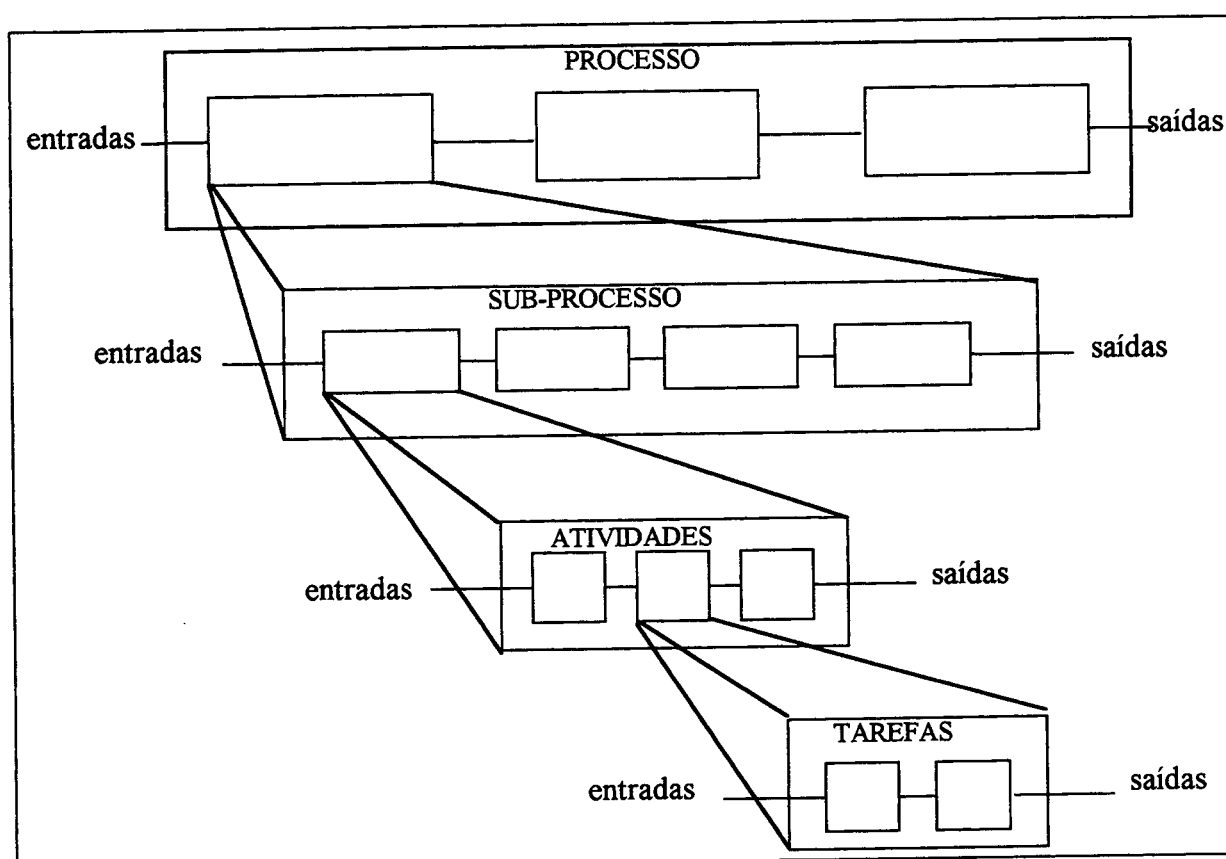 PROCESSO
entradas
saídas
SUB-PROCESSO
entradas
saídas
ATIVIDADES
entradas
saídas
TAREFAS
entradas
saídas